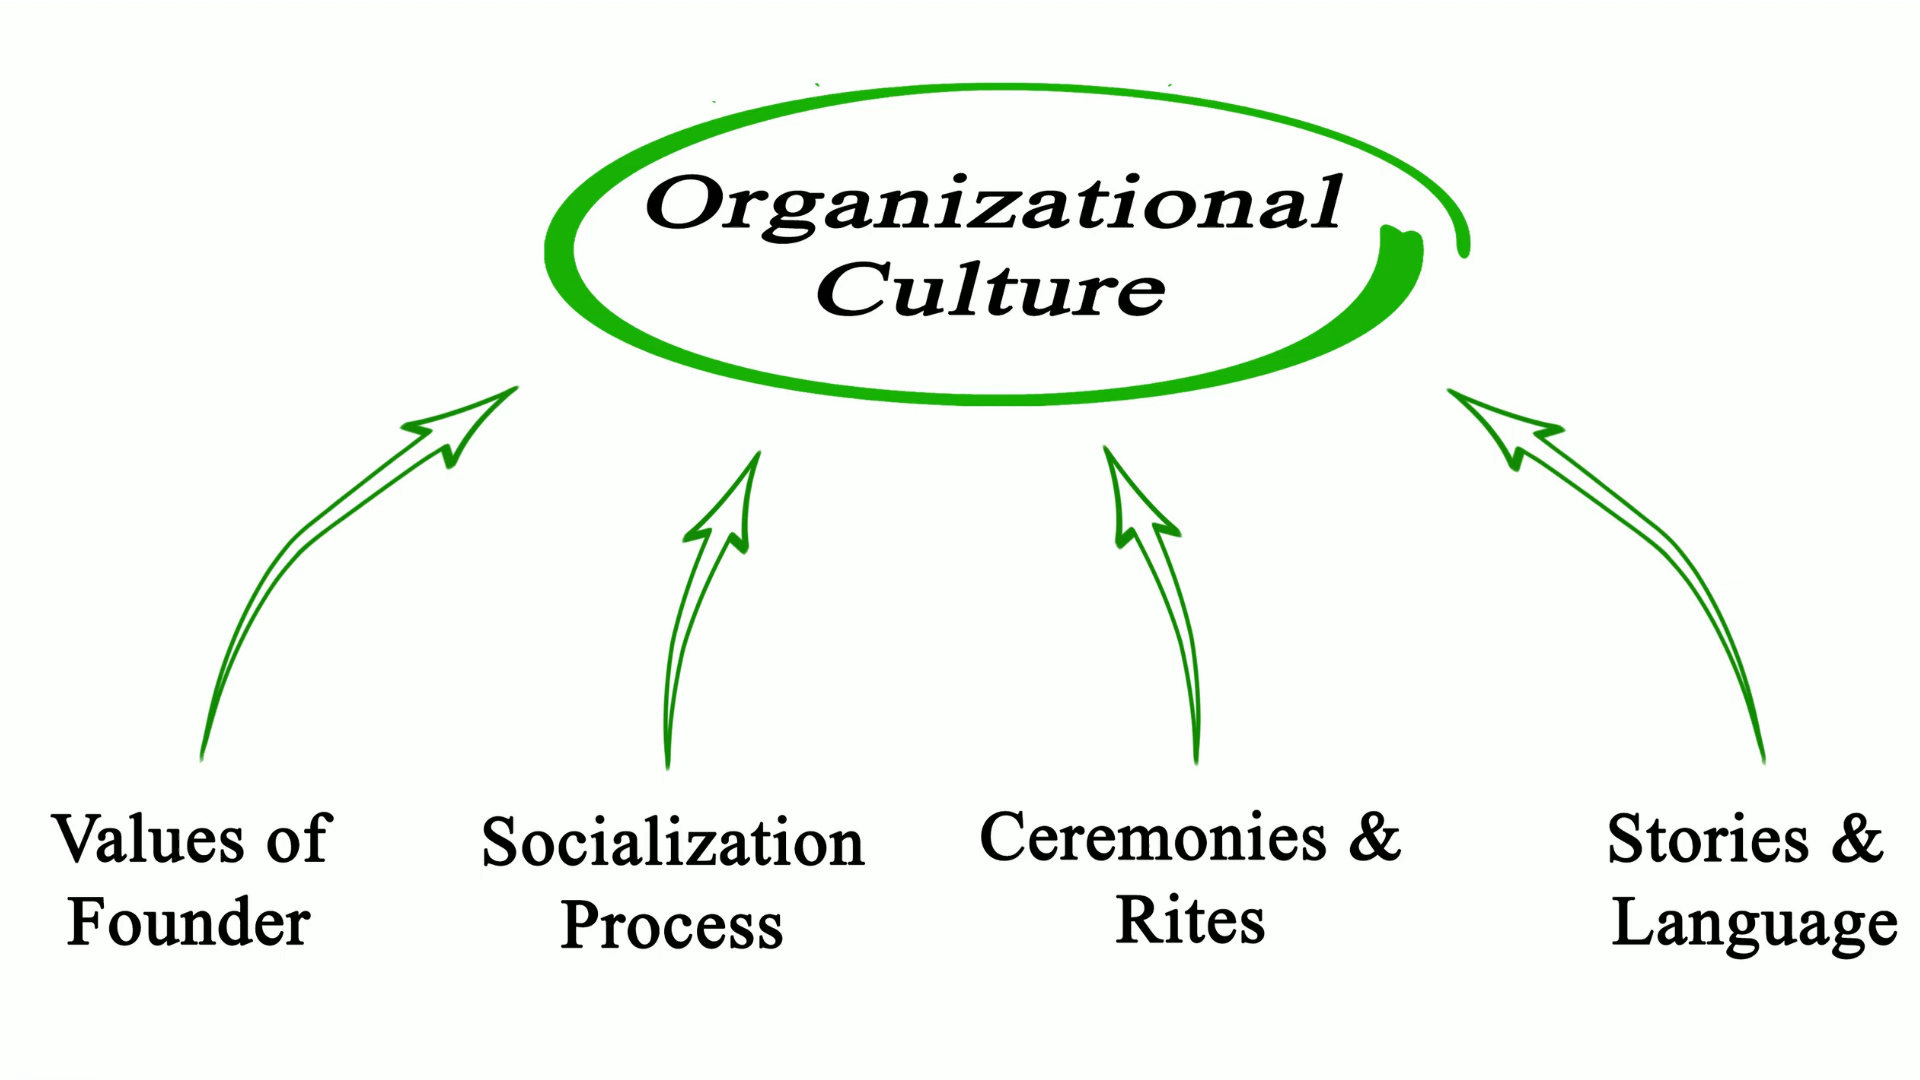 Organizational
Culture
Values of
Founder
Socialization
Process
Ceremonies &
Rites
Stories &
Language